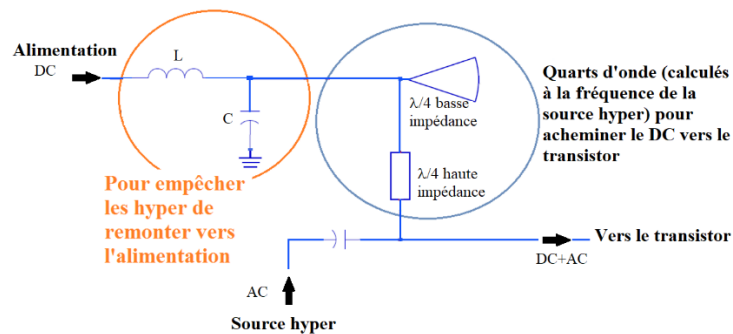 Alimentation
DC
L
C
λ/4 basse
impédance
λ/4 haute
impédance
Quarts d'onde (calculés
à la fréquence de la
source hyper) pour
acheminer le DC vers le
transistor
Pour empêcher
les hyper de
remonter vers
l'alimentation
Vers le transistor
DC+AC
AC
Source hyper